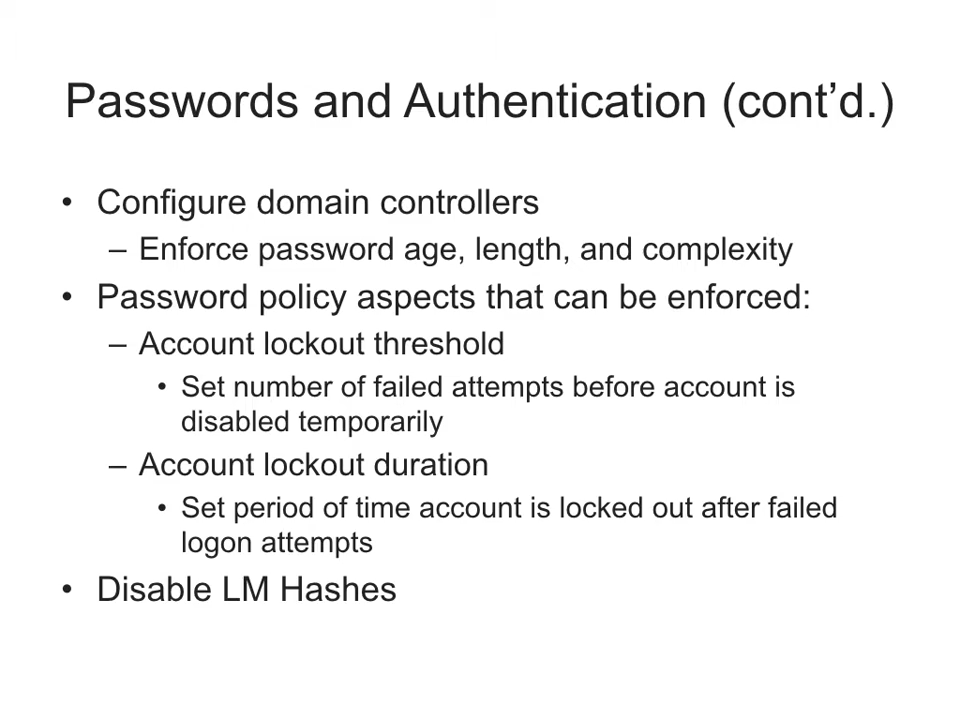 Passwords and Authentication (cont’d.)
• Configure domain controllers
– Enforce password age, length, and complexity
• Password policy aspects that can be enforced:
– Account lockout threshold
• Set number of failed attempts before account is
disabled temporarily
– Account lockout duration
• Set period of time account is locked out after failed
logon attempts
• Disable LM Hashes